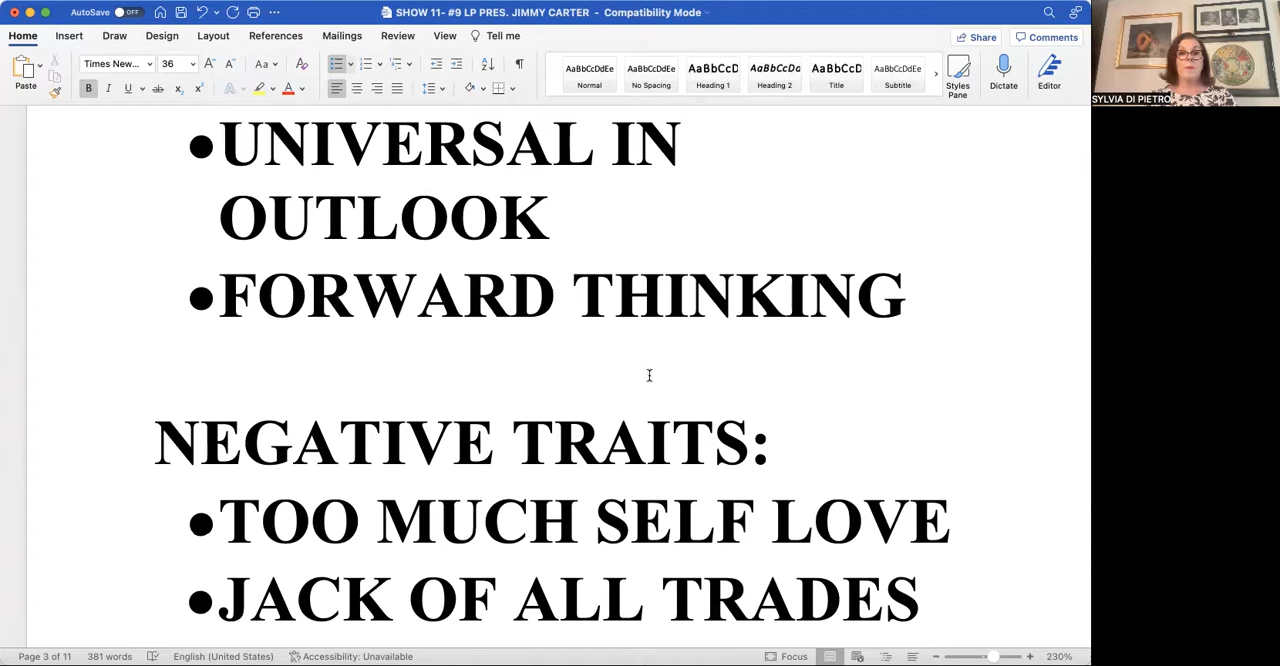 AutoSave OFF
SHOW 11- #9 LP PRES. JIMMY CARTER - Compatibility Mode
Home Insert Draw Design Layout References Mailings Review View Tell me
Share Comments
Paste
Times New... 36
AaBbCcDdEe AaBbCcDdEe AaBbCcD AaBbCcDc AaBbCcD AaBbCcDdEe
Normal No Spacing Heading 1 Heading 2 Title Subtitle
Styles Pane
Dictate
Editor
SYLVIA DI PIETRO
•UNIVERSAL IN
OUTLOOK
•FORWARD THINKING
NEGATIVE TRAITS:
•TOO MUCH SELF LOVE
•JACK OF ALL TRADES
Page 3 of 11 381 words English (United States) Accessibility: Unavailable Focus 230%